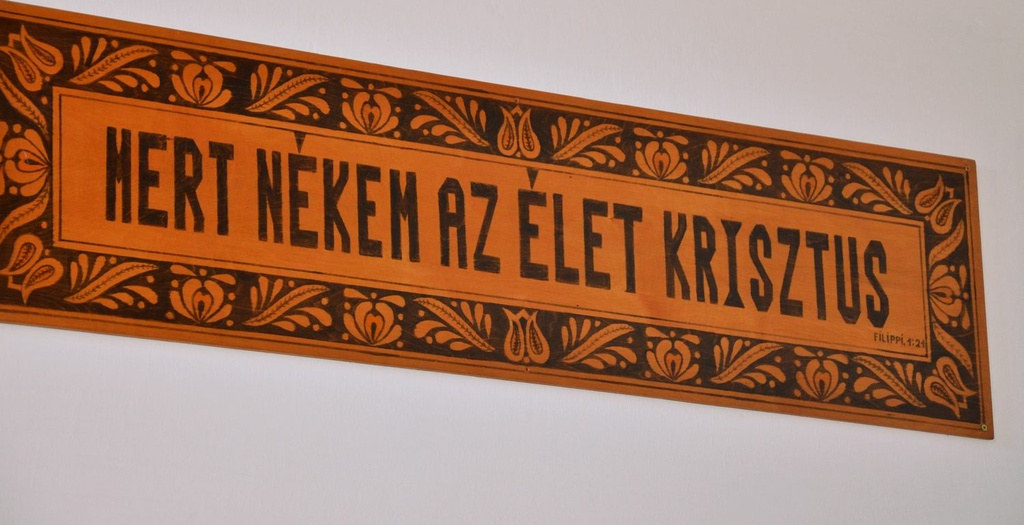 MERT NÉKEM AZ ÉLET KRISZTUS
FILIPPI, 1:21